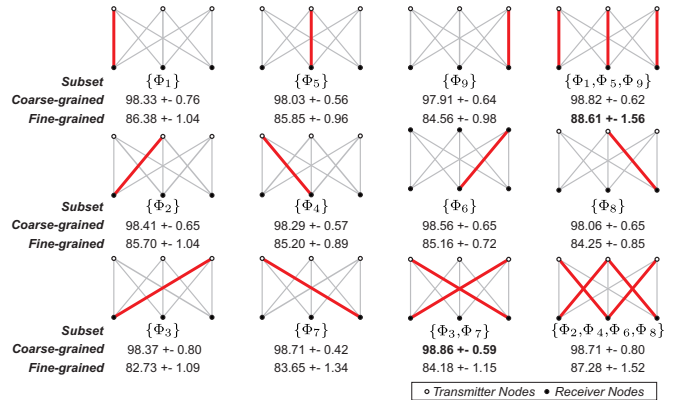 Subset {Φ1} {Φ5} {Φ9} {Φ1,Φ5,Φ9}
Coarse-grained 98.33 +- 0.76 98.03 +- 0.56 97.91 +- 0.64 98.82 +- 0.62
Fine-grained 86.38 +- 1.04 85.85 +- 0.96 84.56 +- 0.98 88.61 +- 1.56
Subset {Φ2} {Φ4} {Φ6} {Φ8}
Coarse-grained 98.41 +- 0.65 98.29 +- 0.57 98.56 +- 0.65 98.06 +- 0.65
Fine-grained 85.70 +- 1.04 85.20 +- 0.89 85.16 +- 0.72 84.25 +- 0.85
Subset {Φ3} {Φ7} {Φ3,Φ7} {Φ2,Φ4,Φ6,Φ8}
Coarse-grained 98.37 +- 0.80 98.71 +- 0.42 98.86 +- 0.59 98.71 +- 0.80
Fine-grained 82.73 +- 1.09 83.65 +- 1.34 84.18 +- 1.15 87.28 +- 1.52
Transmitter Nodes Receiver Nodes